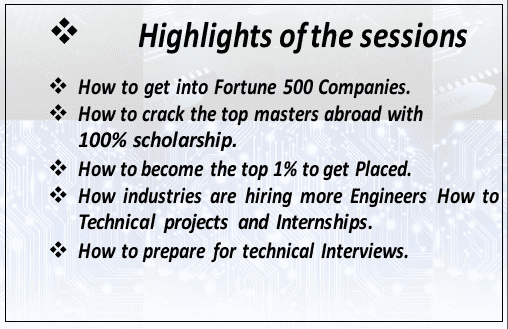 ❖ Highlights of the sessions
❖ How to get into Fortune 500 Companies.
❖ How to crack the top masters abroad with
100% scholarship.
❖ How to become the top 1% to get Placed.
❖ How industries are hiring more Engineers How to
Technical projects and Internships.
❖ How to prepare for technical Interviews.